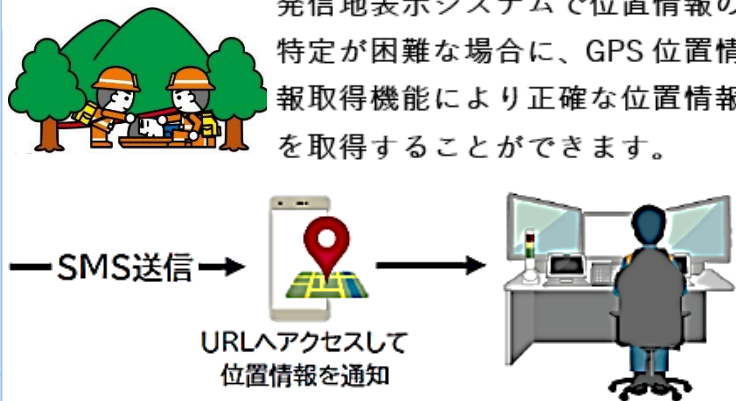 発信地表示システムで位置情報の
特定が困難な場合に、GPS 位置情
報取得機能により正確な位置情報
を取得することができます。
SMS送信
URLへアクセスして
位置情報を通知